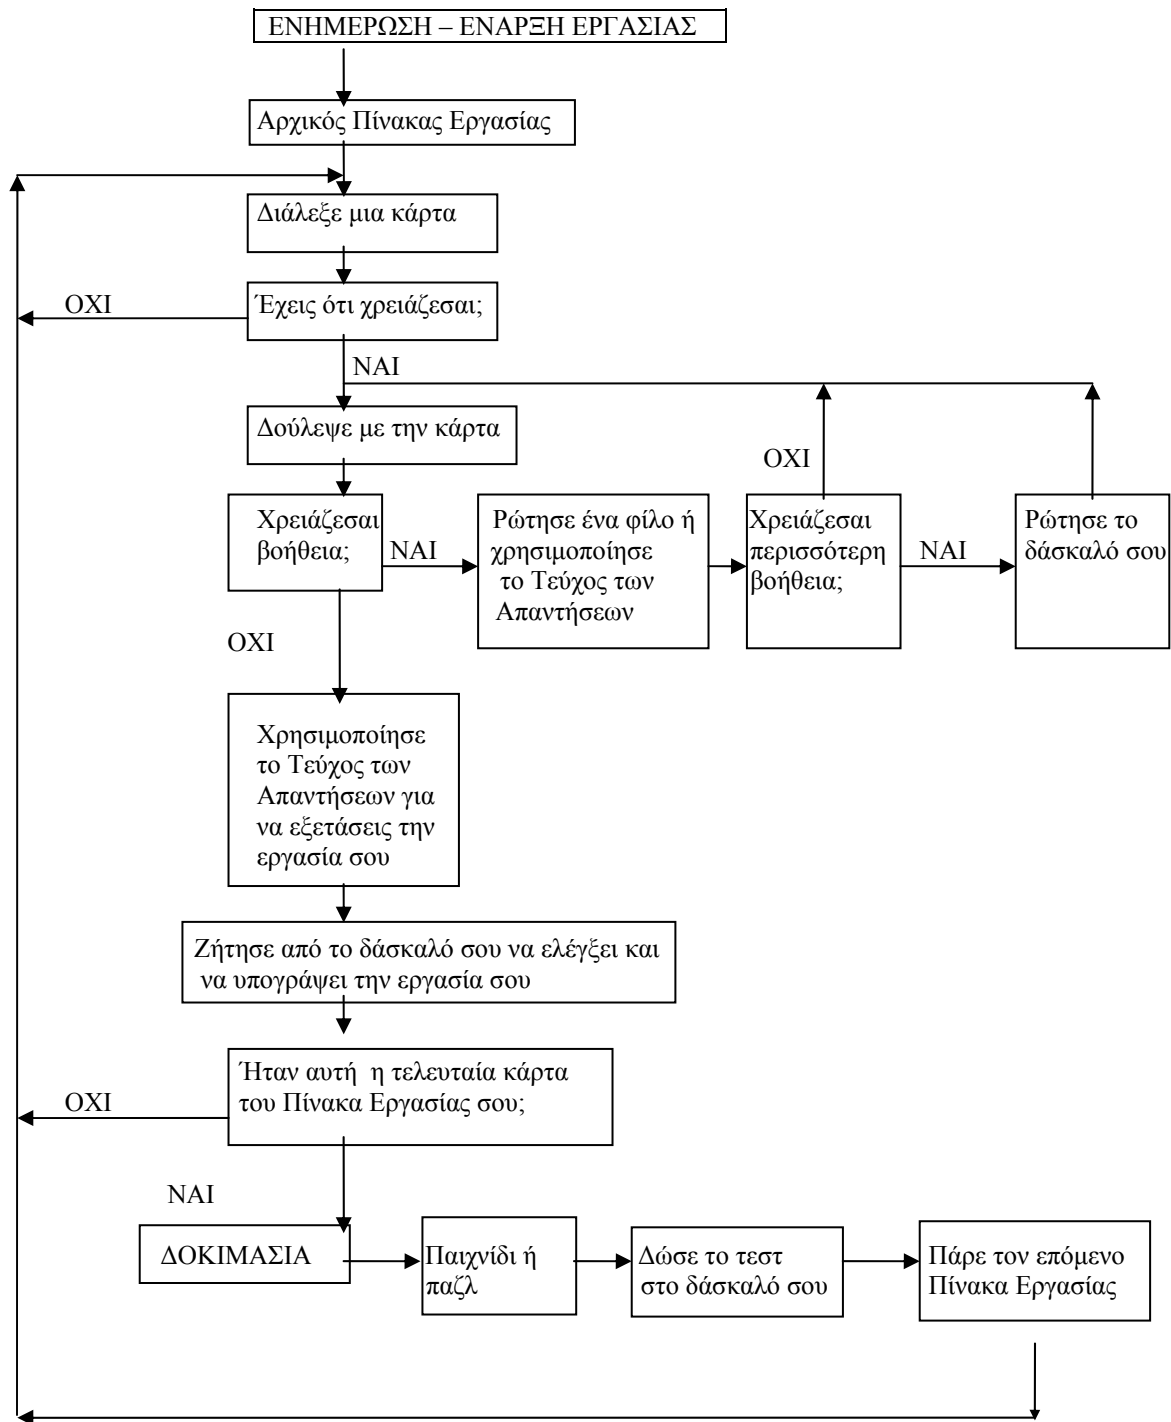 ΕΝΗΜΕΡΩΣΗ – ΕΝΑΡΞΗ ΕΡΓΑΣΙΑΣ
Αρχικός Πίνακας Εργασίας
Διάλεξε μια κάρτα
Έχεις ότι χρειάζεσαι;
ΟΧΙ
ΝΑΙ
Δούλεψε με την κάρτα
Χρειάζεσαι
βοήθεια;
ΝΑΙ
Ρώτησε ένα φίλο ή
χρησιμοποίησε
το Τεύχος των
Απαντήσεων
Χρειάζεσαι
περισσότερη
βοήθεια;
ΟΧΙ
ΝΑΙ
Ρώτησε το
δάσκαλό σου
ΟΧΙ
Χρησιμοποίησε
το Τεύχος των
Απαντήσεων για
να εξετάσεις την
εργασία σου
Ζήτησε από το δάσκαλό σου να ελέγξει και
να υπογράψει την εργασία σου
Ήταν αυτή η τελευταία κάρτα
του Πίνακα Εργασίας σου;
ΟΧΙ
ΝΑΙ
ΔΟΚΙΜΑΣΙΑ
Παιχνίδι ή
παζλ
Δώσε το τεστ
στο δάσκαλό σου
Πάρε τον επόμενο
Πίνακα Εργασίας